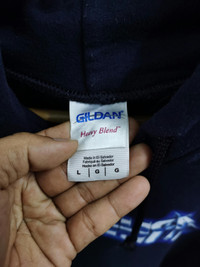 GILDAN
Heavy Blend
Made in El Salvador
Fabriqué au Salvador
Hecho en El Salvador
L G G